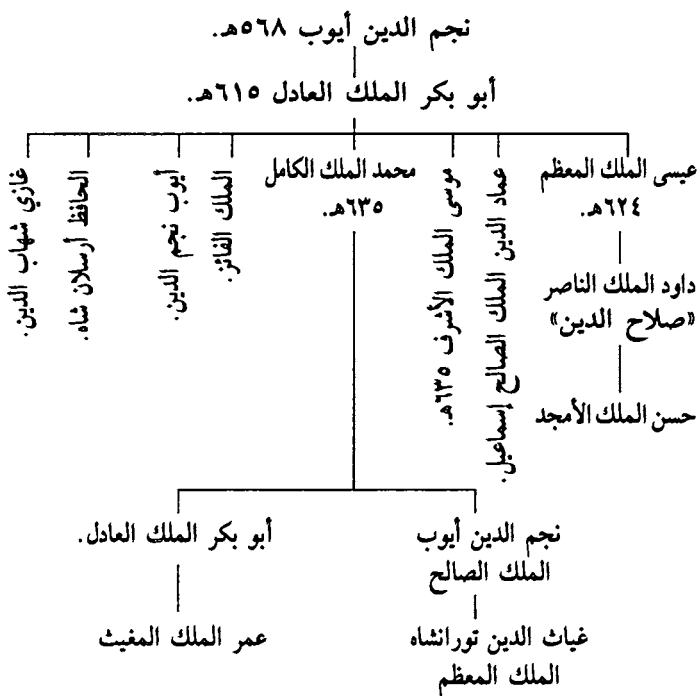 نجم الدين أيوب ٥٦٨هـ.
أبو بكر الملك العادل ٦١٥هـ.
عيسى الملك المعظم
٦٢٤هـ.
داود الملك الناصر
«صلاح الدين»
حسن الملك الأمجد
عماد الدين الملك الصالح إسماعيل.
موسى الملك الأشرف ٦٣٥هـ.
محمد الملك الكامل
٦٣٥هـ.
الملك الفائز.
أيوب نجم الدين.
الحافظ أرسلان شاه.
غازي شهاب الدين.
نجم الدين أيوب
الملك الصالح
غياث الدين تورانشاه
الملك المعظم
أبو بكر الملك العادل.
عمر الملك المغيث